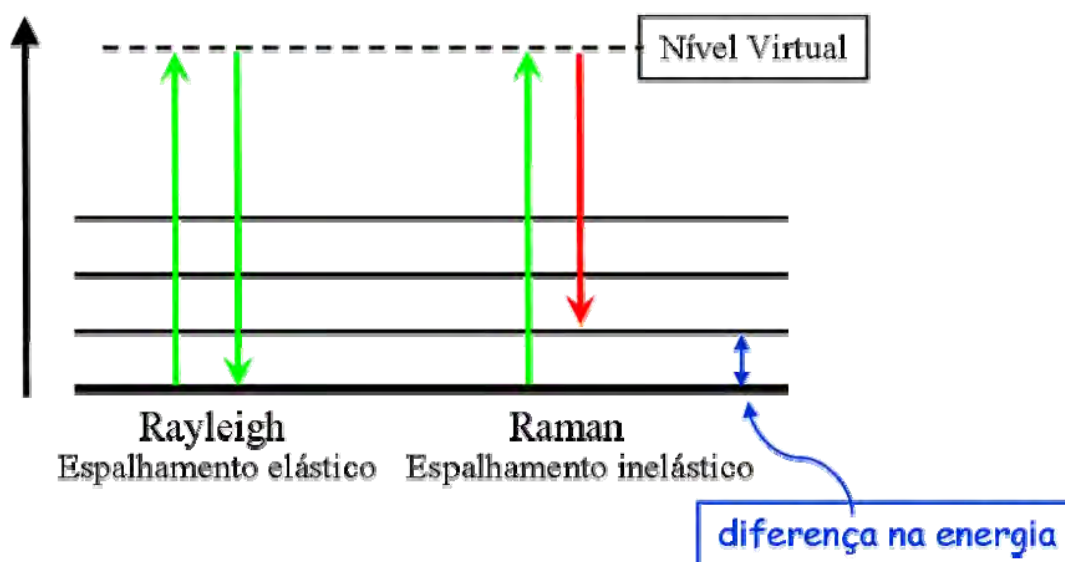 Nível Virtual
Rayleigh
Espalhamento elástico
Raman
Espalhamento inelástico
diferença na energia